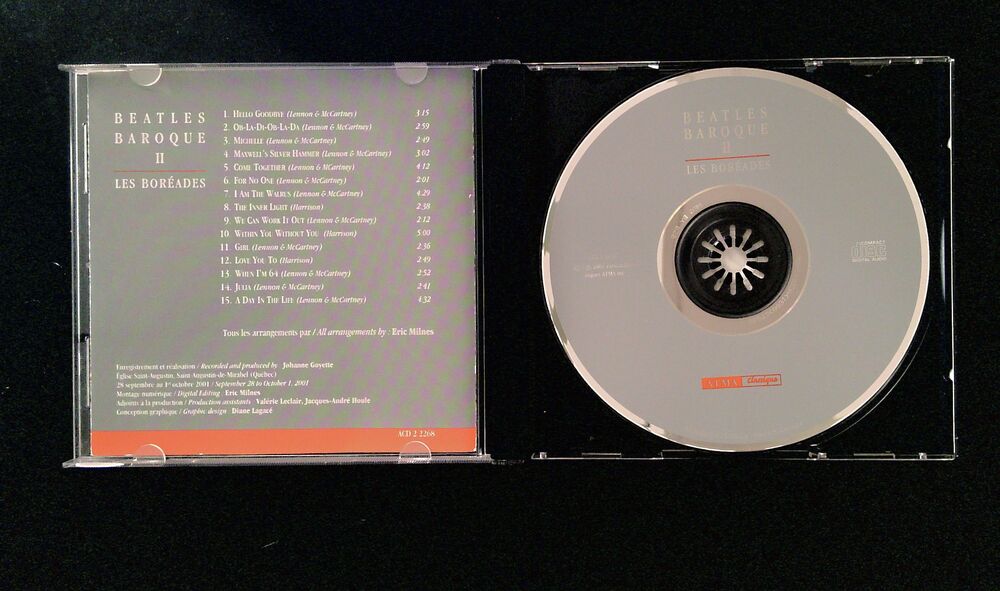 BEATLES
BAROQUE
II
LES BORÉADES
1. HELLO GOODBYE (Lennon & McCartney) 3:15
2. OB-LA-DI-OB-LA-DA (Lennon & McCartney) 2:59
3. MICHELLE (Lennon & McCartney) 2:49
4. MAXWELL'S SILVER HAMMER (Lennon & McCartney) 3:02
5. COME TOGETHER (Lennon & McCartney) 4:12
6. FOR NO ONE (Lennon & McCartney) 2:01
7. I AM THE WALRUS (Lennon & McCartney) 4:29
8. THE INNER LIGHT (Harrison) 2:38
9. WE CAN WORK IT OUT (Lennon & McCartney) 2:12
10. WITHIN YOU WITHOUT YOU (Harrison) 5:00
11. GIRL (Lennon & McCartney) 2:36
12. LOVE YOU TO (Harrison) 2:49
13. WHEN I'M 64 (Lennon & McCartney) 2:52
14. JULIA (Lennon & McCartney) 2:41
15. A DAY IN THE LIFE (Lennon & McCartney) 4:32
Tous les arrangements par / All arrangements by : Eric Milnes
Enregistrement et réalisation / Recorded and produced by Johanne Goyette
Église Saint-Augustin, Saint-Augustin-de-Mirabel (Québec)
28 septembre au 1er octobre 2001 / September 28 to October 1, 2001
Montage numérique / Digital Editing : Eric Milnes
Adjoints à la production / Production assistants Valérie Leclair, Jacques-André Houle
Conception graphique / Graphic design Diane Lagacé
ACD 2 2268
BEATLES
BAROQUE
II
LES BORÉADES
COMPACT
disc
DIGITAL AUDIO
ATMA classique